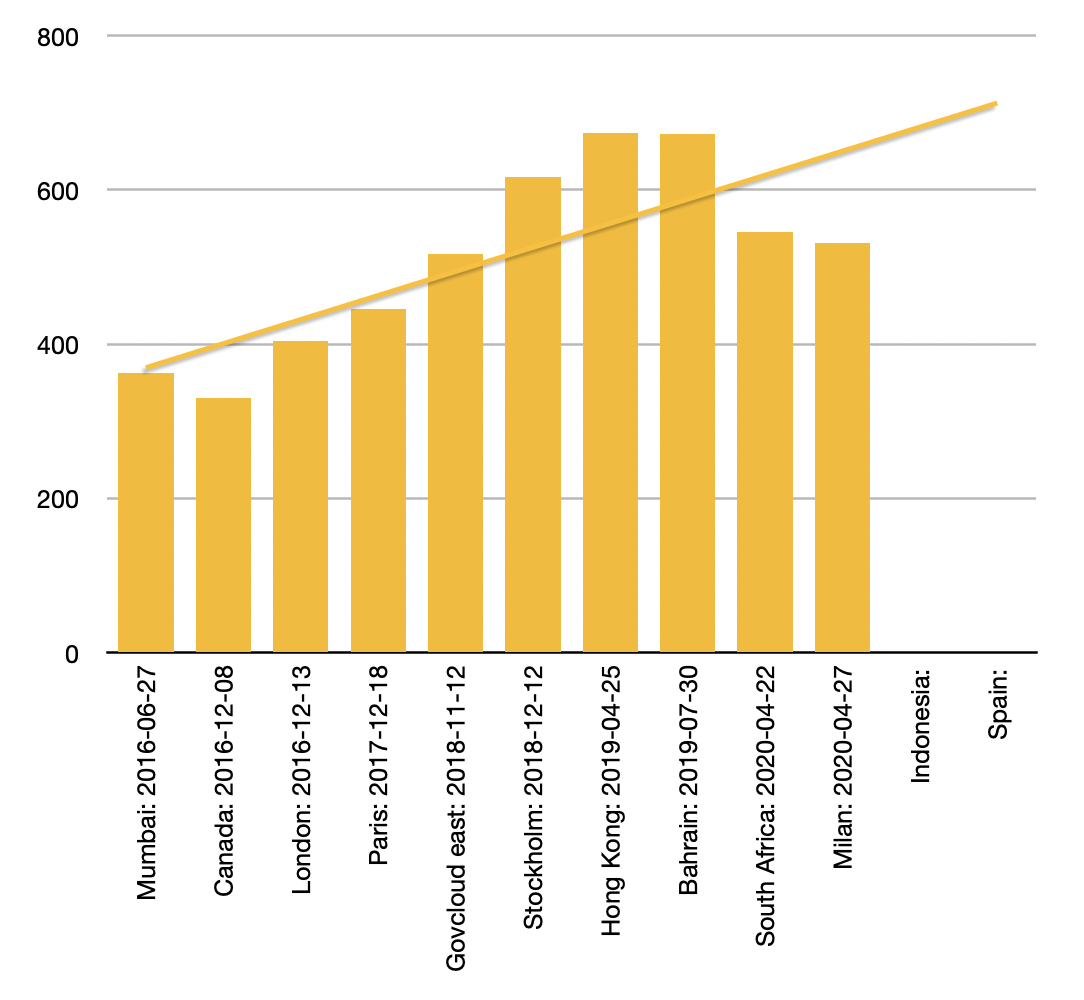 800
600
400
200
0
Mumbai: 2016-06-27
Canada: 2016-12-08
London: 2016-12-13
Paris: 2017-12-18
Govcloud east: 2018-11-12
Stockholm: 2018-12-12
Hong Kong: 2019-04-25
Bahrain: 2019-07-30
South Africa: 2020-04-22
Milan: 2020-04-27
Indonesia:
Spain: